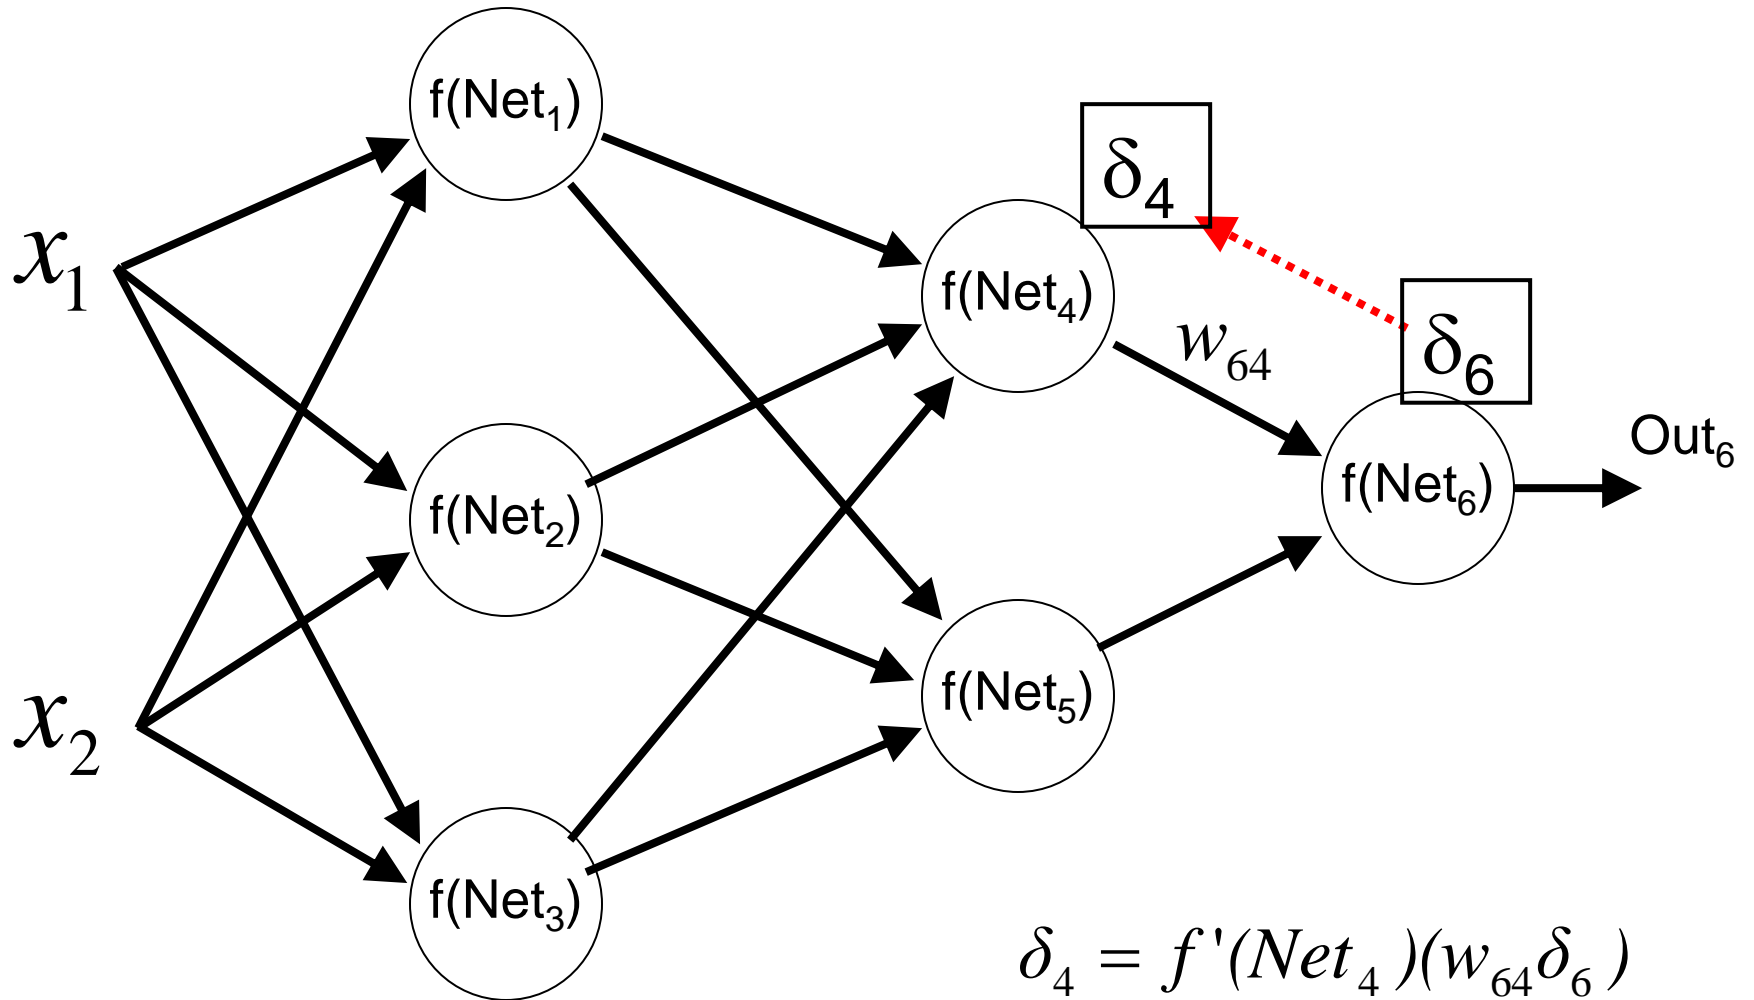 f(Net₁)
δ₄
x₁
f(Net₄)
w₆₄
δ₆
Out₆
f(Net₂)
f(Net₆)
x₂
f(Net₅)
f(Net₃)
δ₄ = f '(Net₄)(w₆₄δ₆)